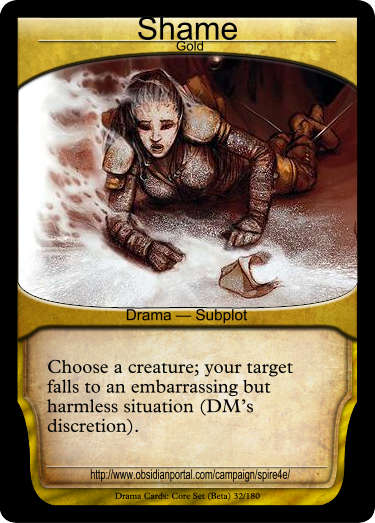 Shame
Gold
Drama — Subplot
Choose a creature; your target
falls to an embarrassing but
harmless situation (DM's
discretion).
http://www.obsidianportal.com/campaign/spire4e/
Drama Cards: Core Set (Beta) 32/180